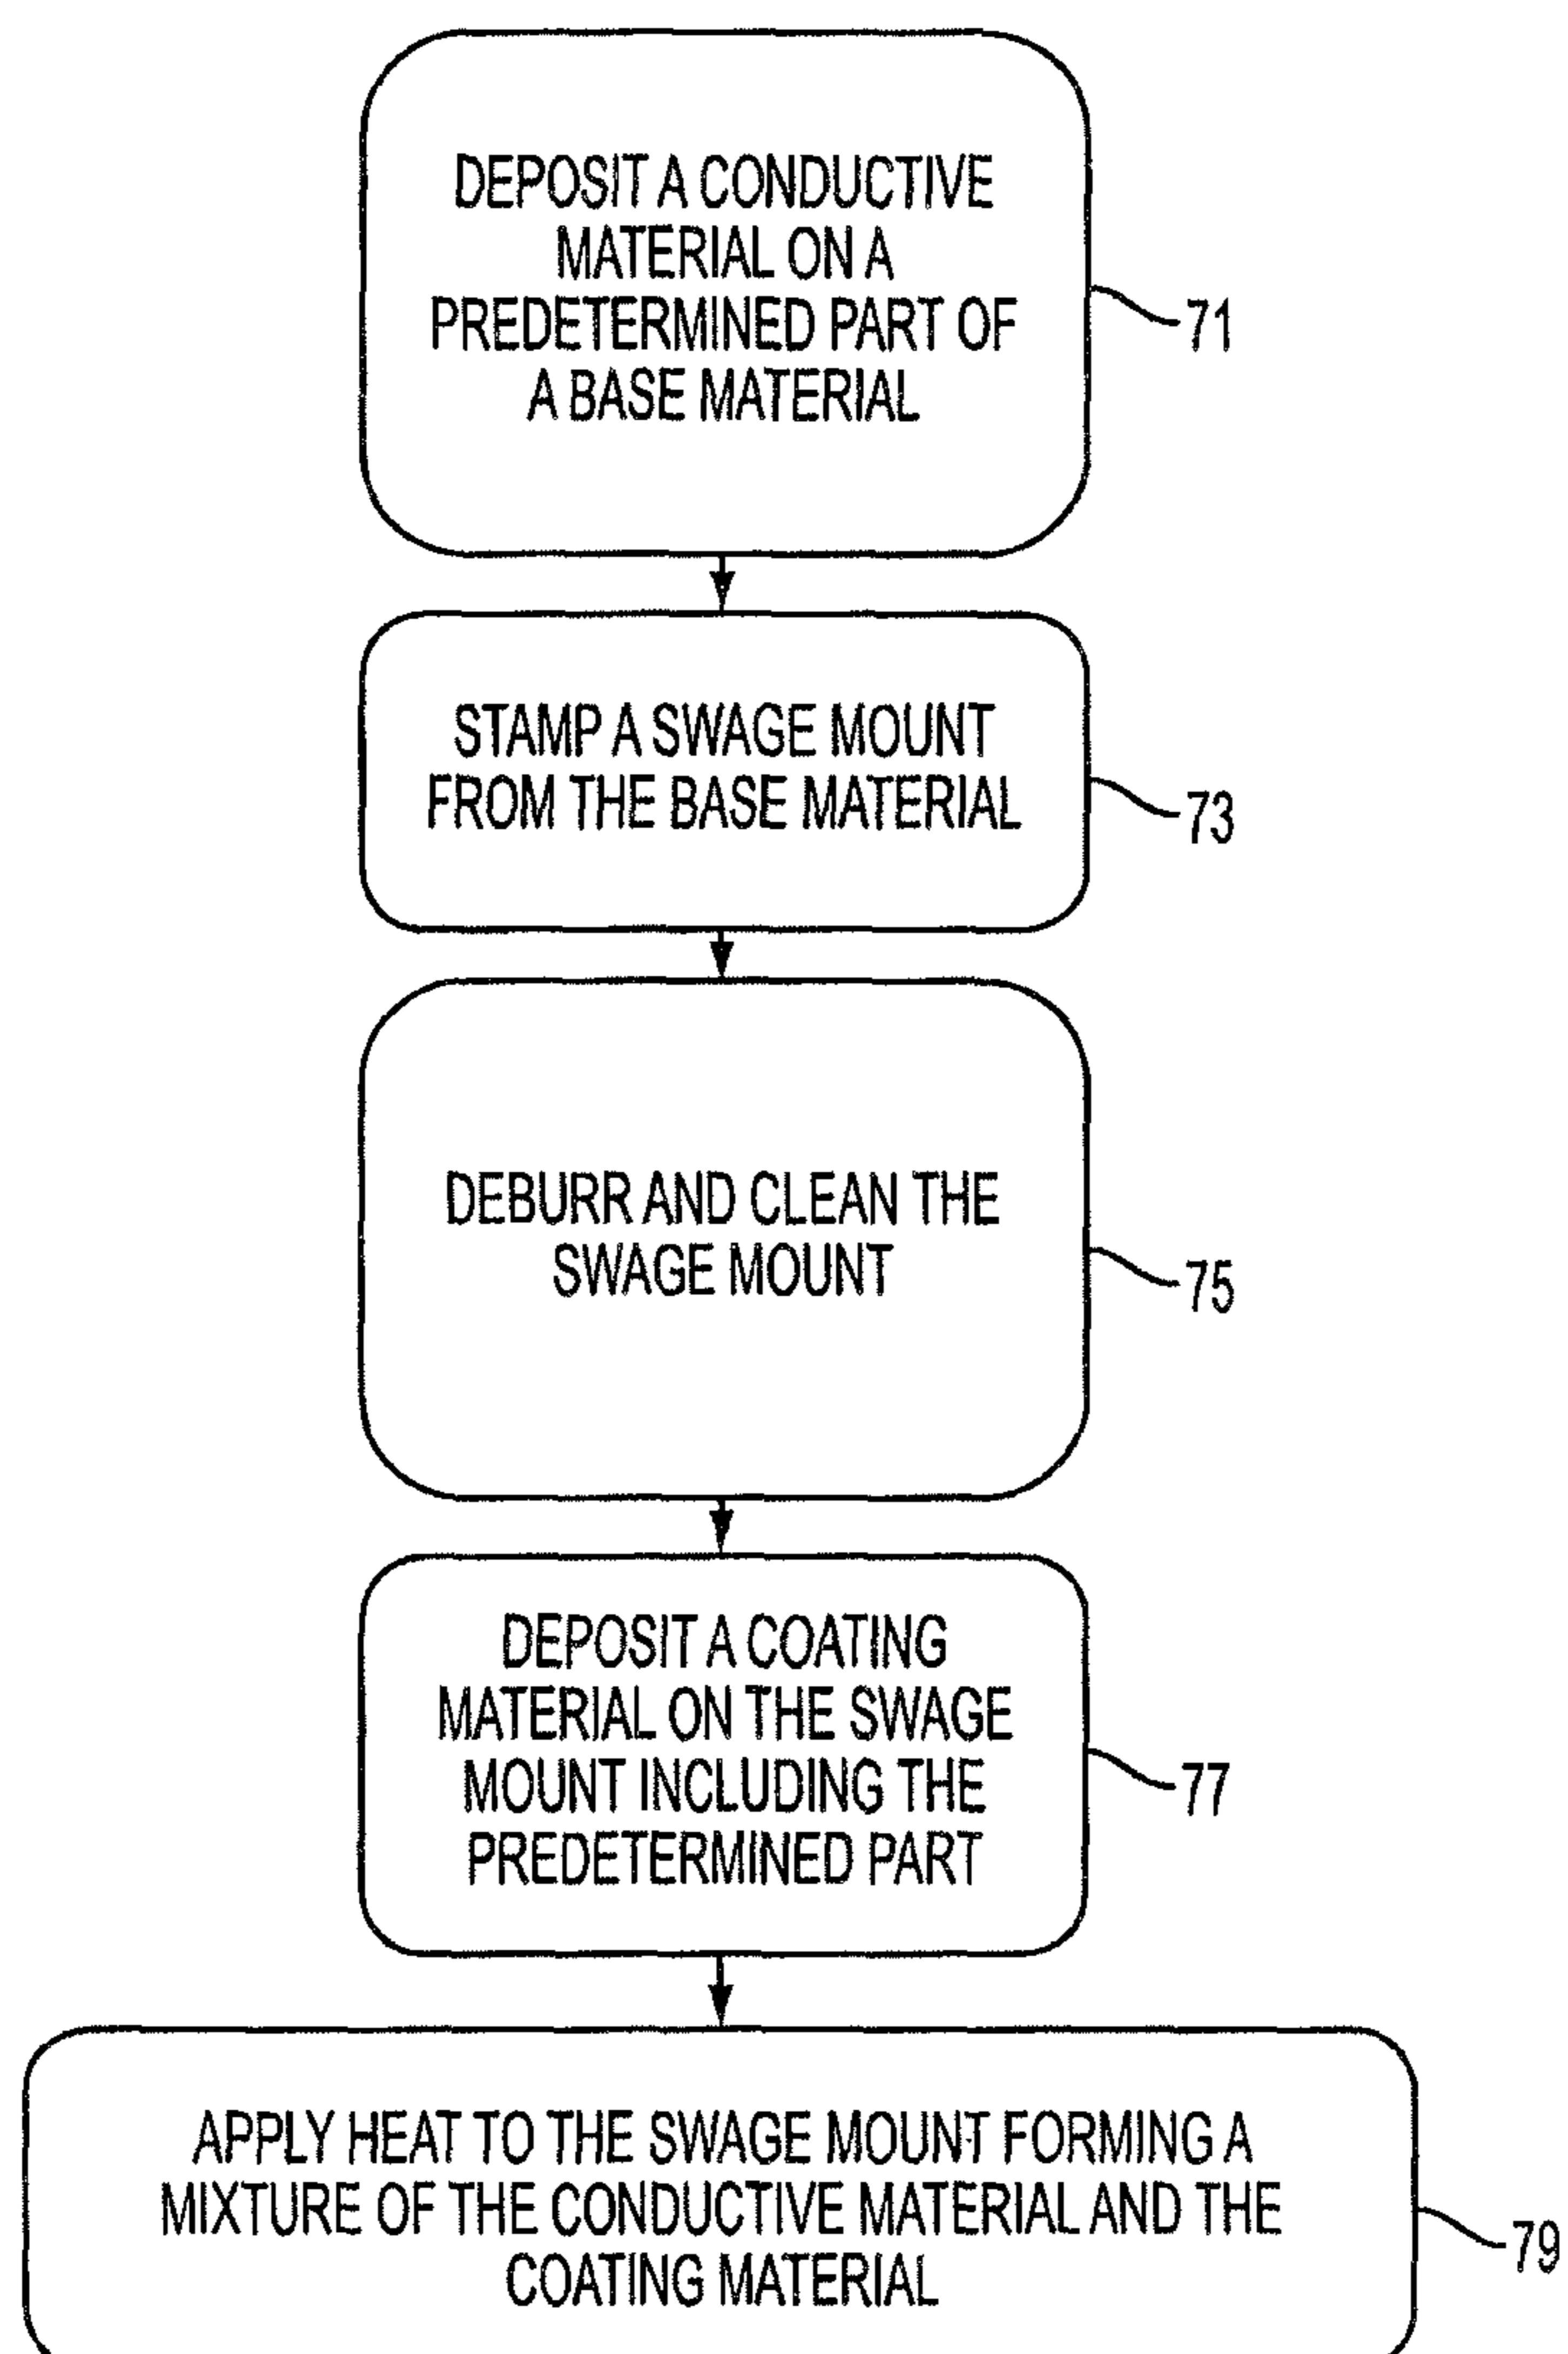 DEPOSIT A CONDUCTIVE
MATERIAL ON A
PREDETERMINED PART OF
A BASE MATERIAL
71
STAMP A SWAGE MOUNT
FROM THE BASE MATERIAL
73
DEBURR AND CLEAN THE
SWAGE MOUNT
75
DEPOSIT A COATING
MATERIAL ON THE SWAGE
MOUNT INCLUDING THE
PREDETERMINED PART
77
APPLY HEAT TO THE SWAGE MOUNT FORMING A
MIXTURE OF THE CONDUCTIVE MATERIAL AND THE
COATING MATERIAL
79